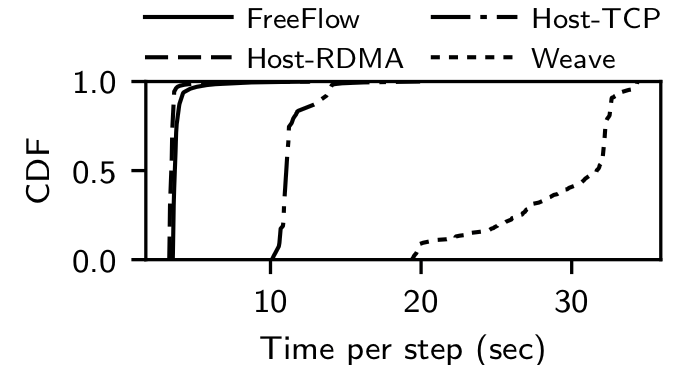 FreeFlow Host-TCP
Host-RDMA Weave
1.0
0.5
0.0
CDF
10 20 30
Time per step (sec)